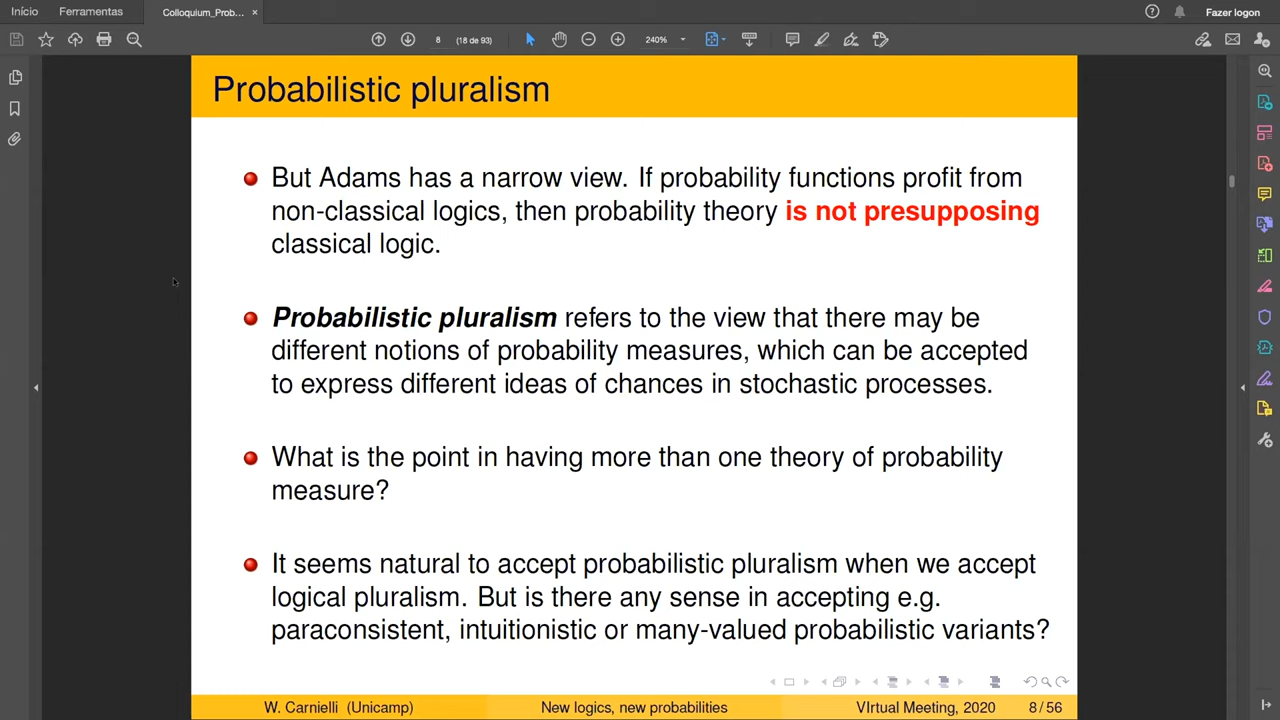 Início Ferramentas Colloquium_Prob... × Fazer logon
8 (18 de 93) 240%
Probabilistic pluralism
But Adams has a narrow view. If probability functions profit from
non-classical logics, then probability theory is not presupposing
classical logic.
Probabilistic pluralism refers to the view that there may be
different notions of probability measures, which can be accepted
to express different ideas of chances in stochastic processes.
What is the point in having more than one theory of probability
measure?
It seems natural to accept probabilistic pluralism when we accept
logical pluralism. But is there any sense in accepting e.g.
paraconsistent, intuitionistic or many-valued probabilistic variants?
W. Carnielli (Unicamp) New logics, new probabilities VIrtual Meeting, 2020 8 / 56